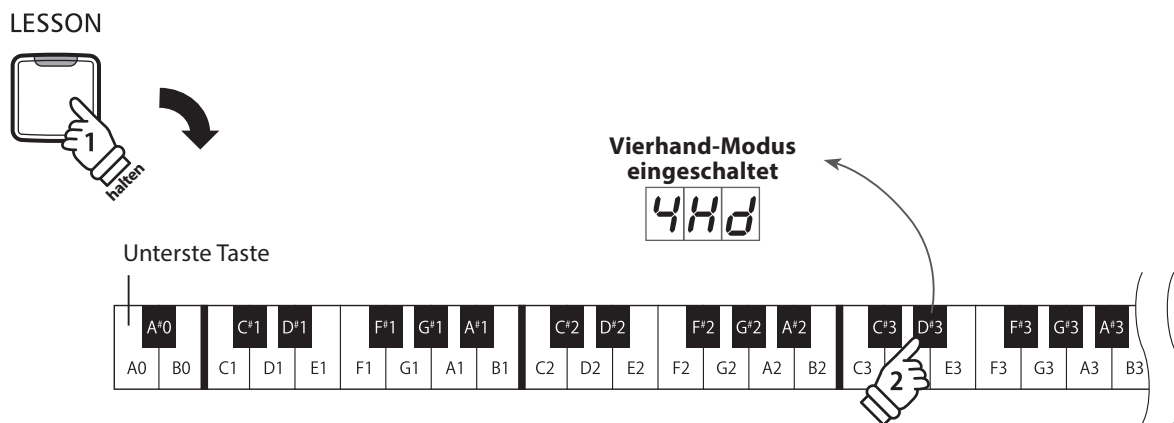 LESSON
1
halten
Vierhand-Modus
eingeschaltet
4Hd
Unterste Taste
A#0 C#1 D#1 F#1 G#1 A#1 C#2 D#2 F#2 G#2 A#2 C#3 D#3 F#3 G#3 A#3
A0 B0 C1 D1 E1 F1 G1 A1 B1 C2 D2 E2 F2 G2 A2 B2 C3 E3 F3 G3 A3 B3
2